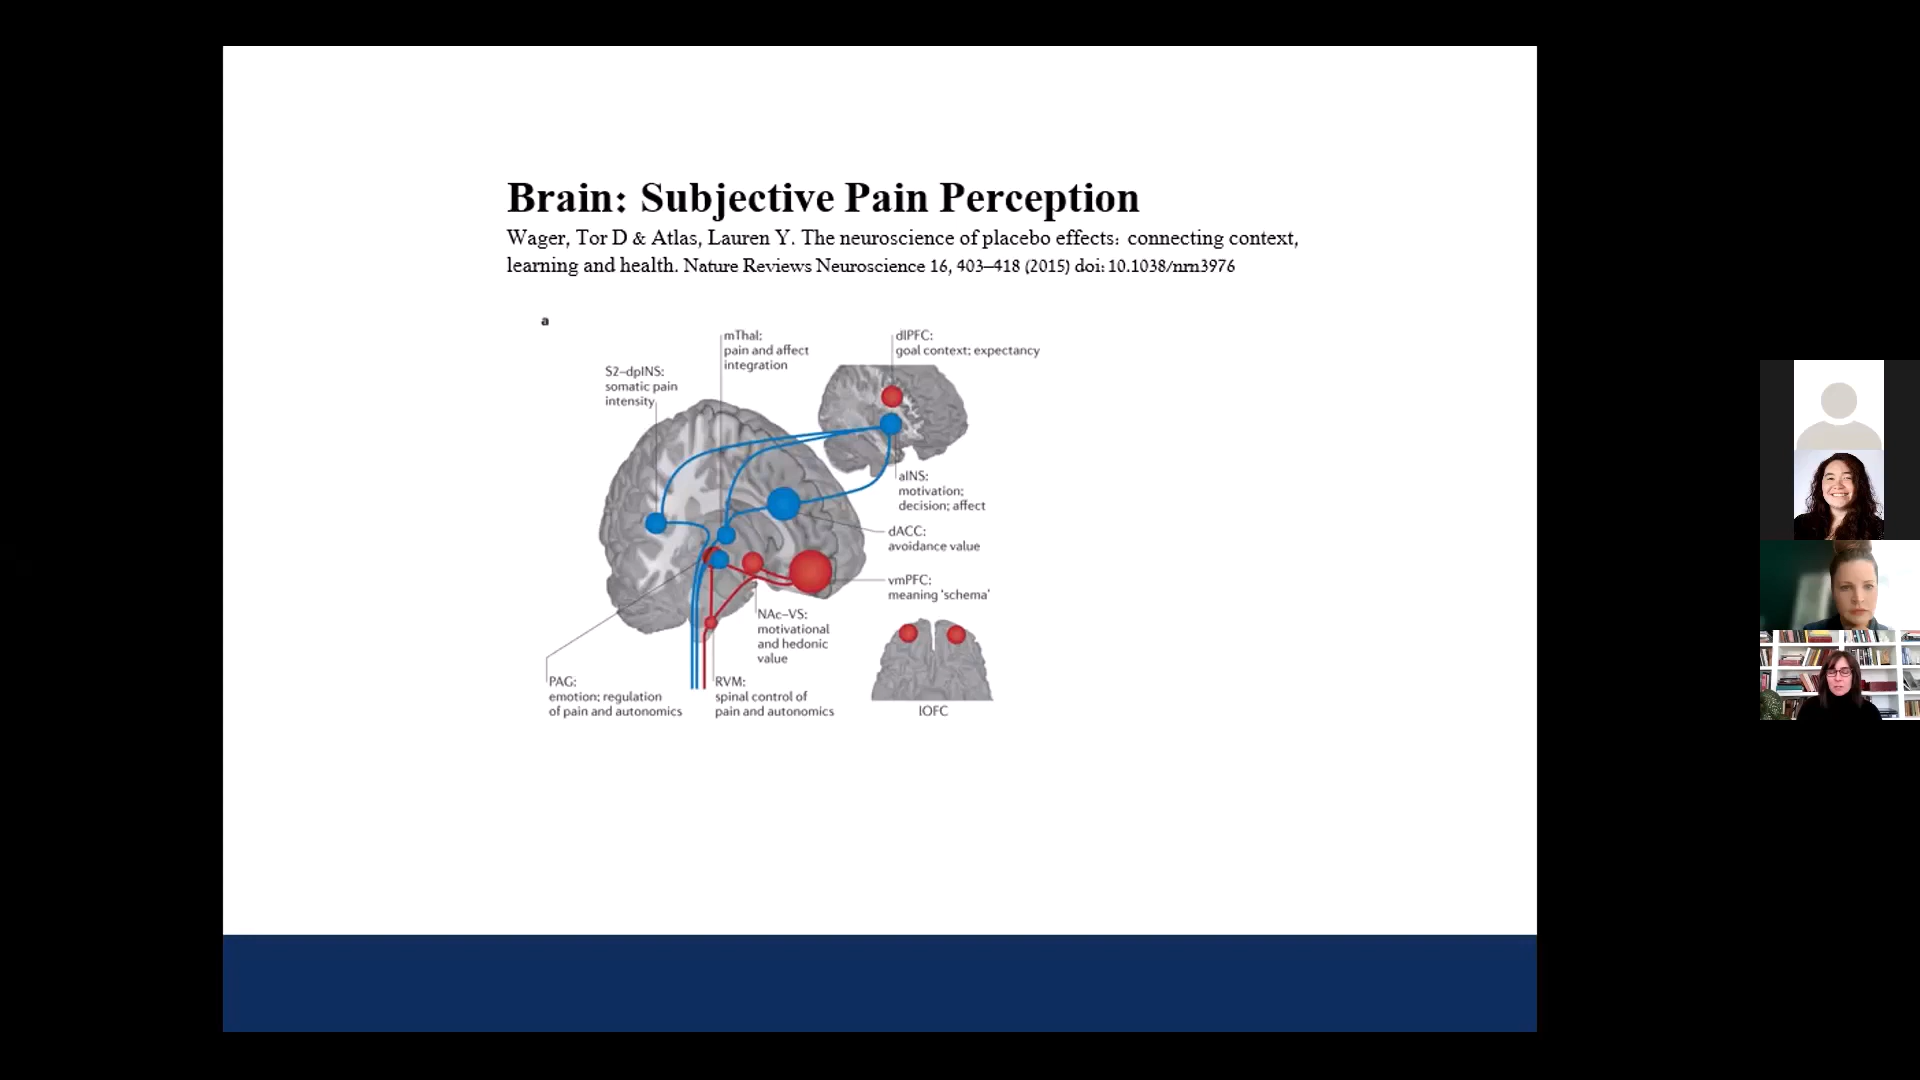 Brain: Subjective Pain Perception
Wager, Tor D & Atlas, Lauren Y. The neuroscience of placebo effects: connecting context,
learning and health. Nature Reviews Neuroscience 16, 403–418 (2015) doi: 10.1038/nrn3976
a
mThal:
pain and affect
integration
dlPFC:
goal context; expectancy
S2–dpINS:
somatic pain
intensity
aINS:
motivation;
decision; affect
dACC:
avoidance value
vmPFC:
meaning ‘schema’
NAc–VS:
motivational
and hedonic
value
PAG:
emotion; regulation
of pain and autonomics
RVM:
spinal control of
pain and autonomics
lOFC